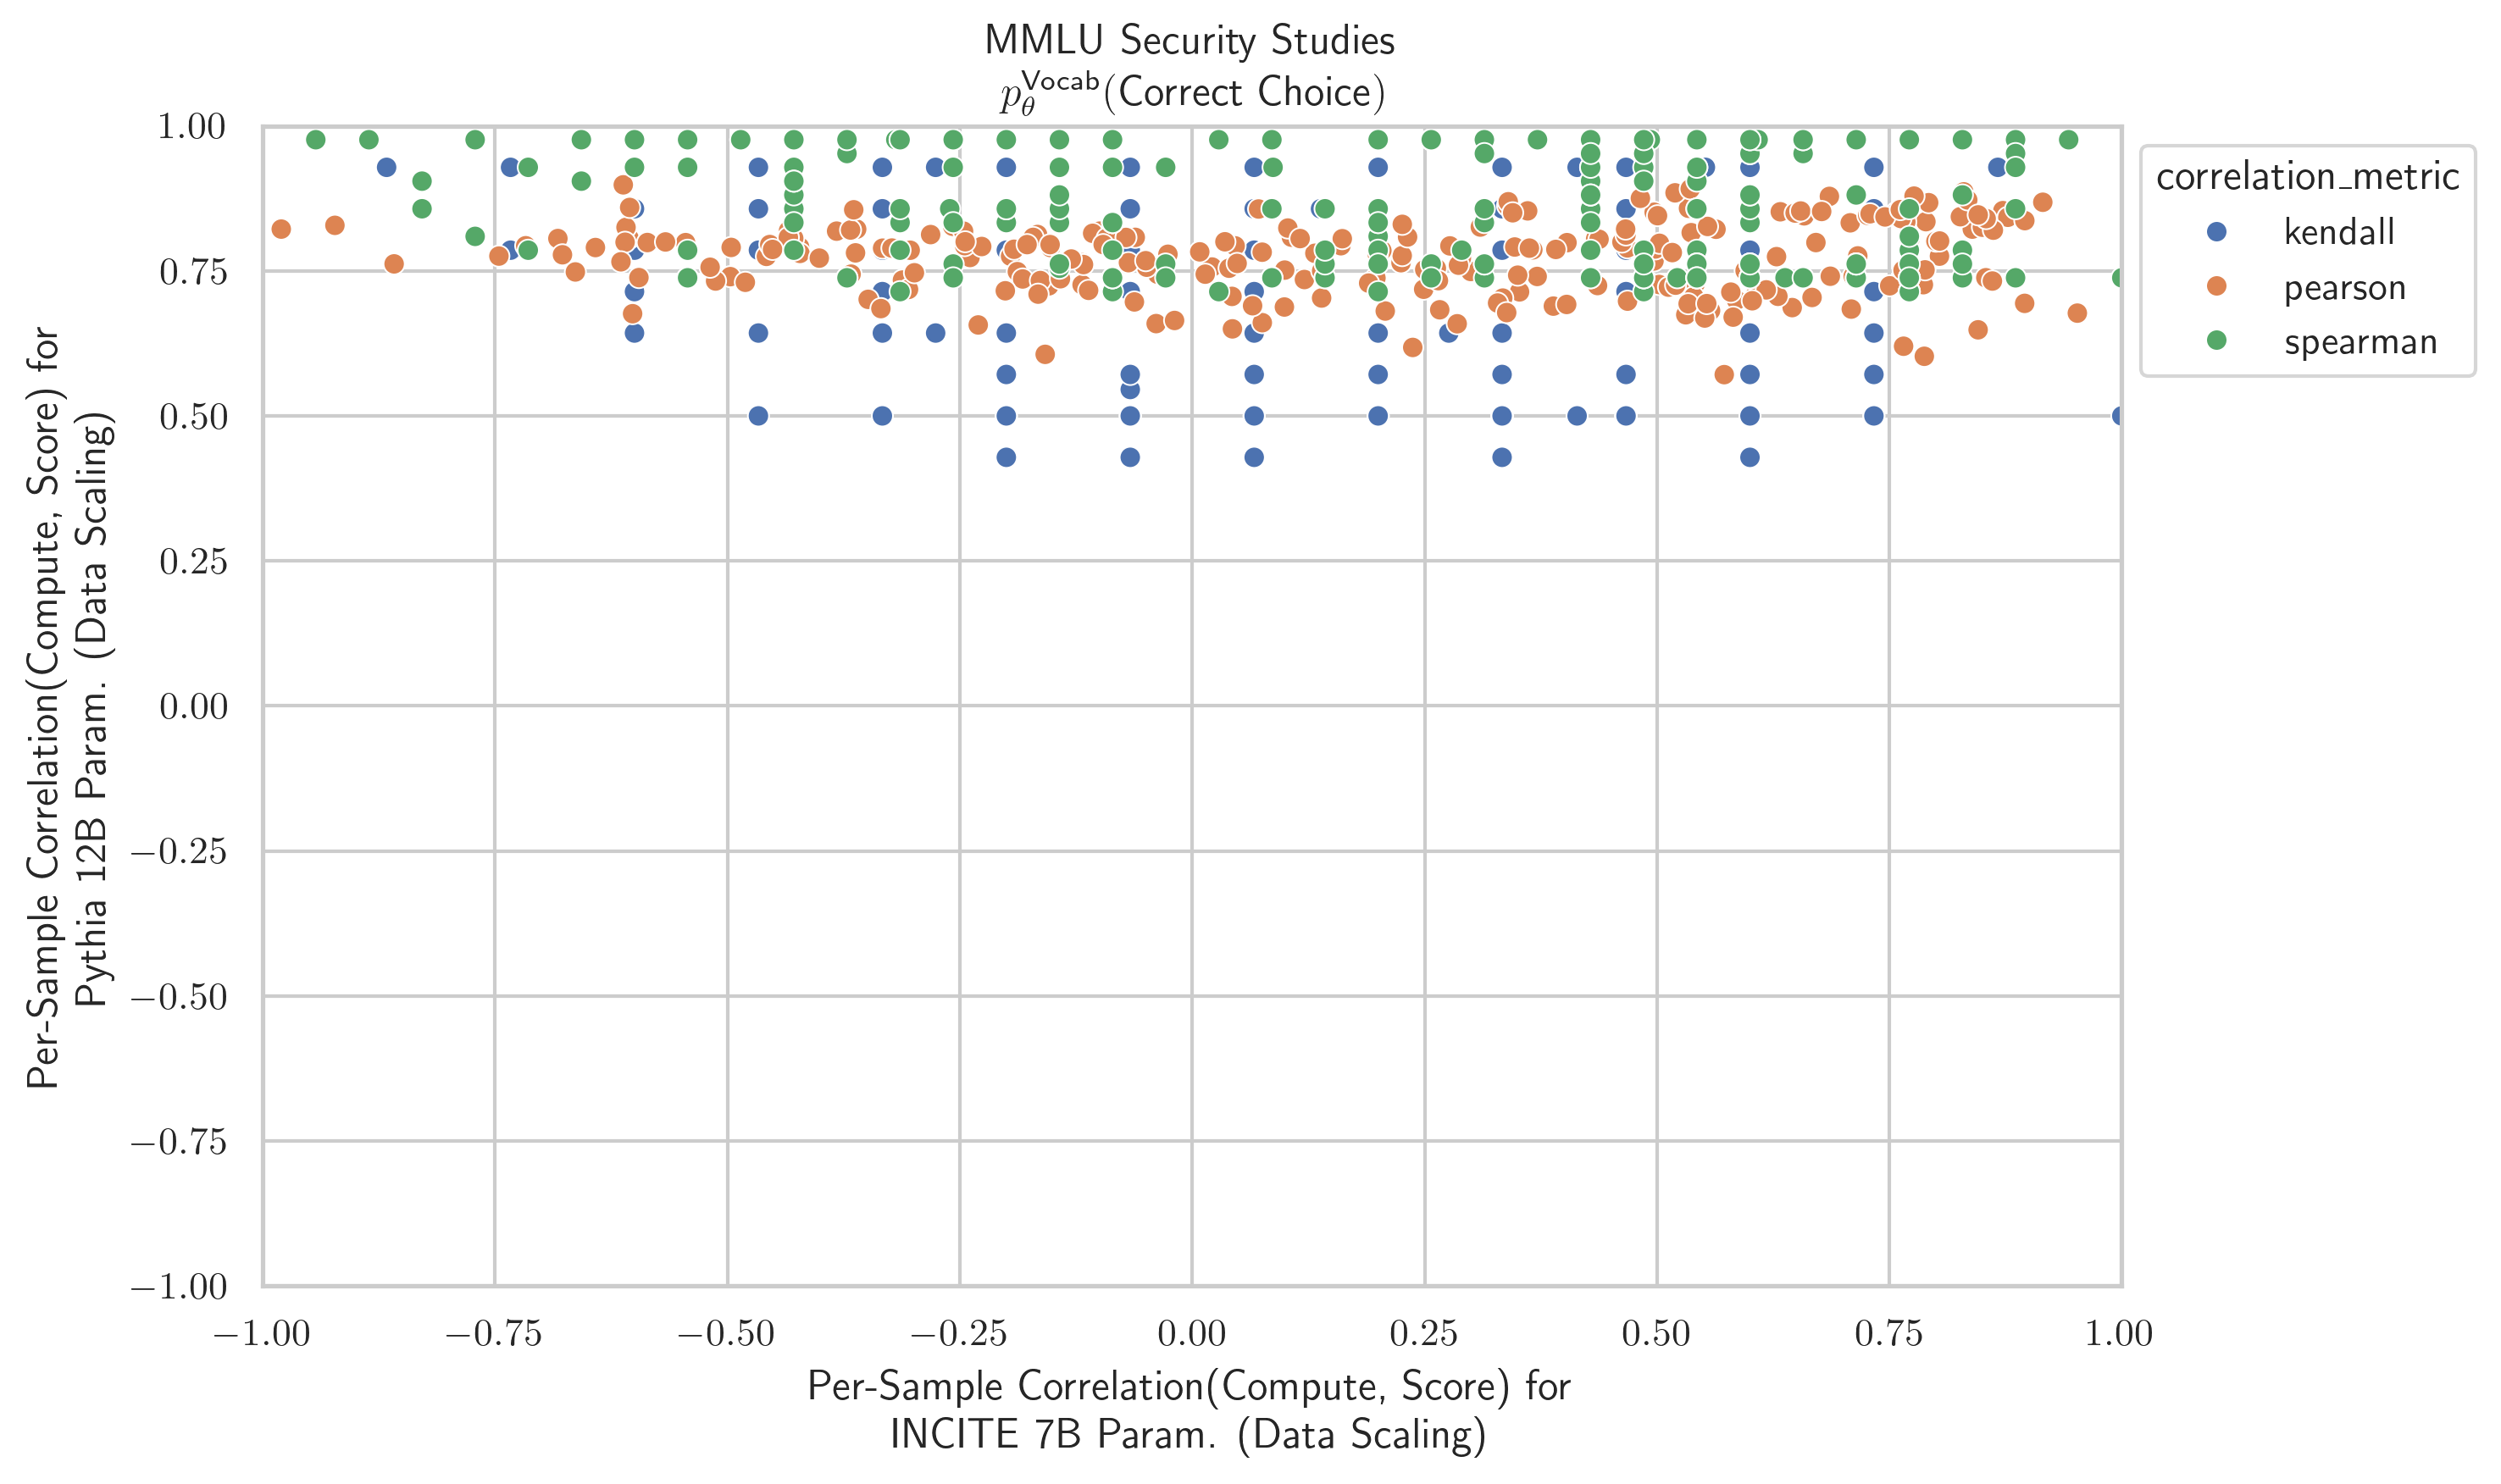 MMLU Security Studies
p_θ^Vocab(Correct Choice)
Per-Sample Correlation(Compute, Score) for
Pythia 12B Param. (Data Scaling)
1.00
0.75
0.50
0.25
0.00
−0.25
−0.50
−0.75
−1.00
−1.00
−0.75
−0.50
−0.25
0.00
0.25
0.50
0.75
1.00
Per-Sample Correlation(Compute, Score) for
INCITE 7B Param. (Data Scaling)
correlation_metric
kendall
pearson
spearman